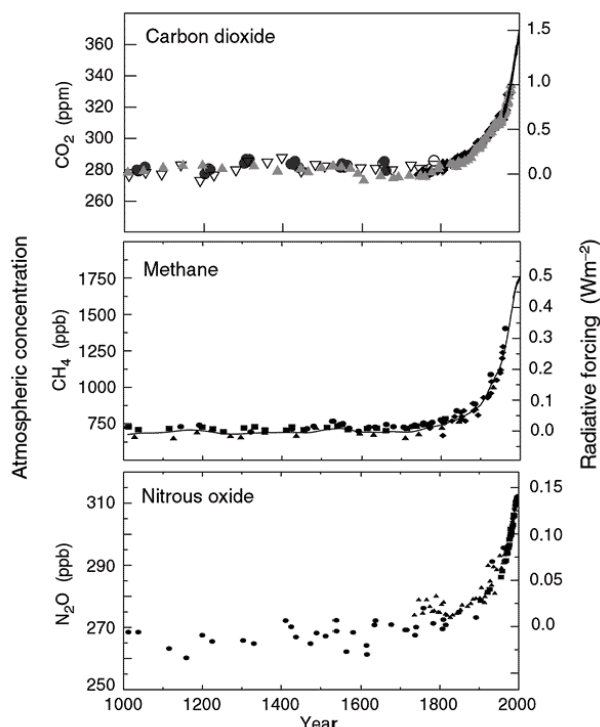 Carbon dioxide
360
340
320
300
280
260
CO2 (ppm)
1.5
1.0
0.5
0.0
Methane
1750
1500
1250
1000
750
CH4 (ppb)
0.5
0.4
0.3
0.2
0.1
0.0
Nitrous oxide
310
290
270
250
N2O (ppb)
0.15
0.10
0.05
0.0
Atmospheric concentration
Radiative forcing (Wm−2)
1000 1200 1400 1600 1800 2000
Year